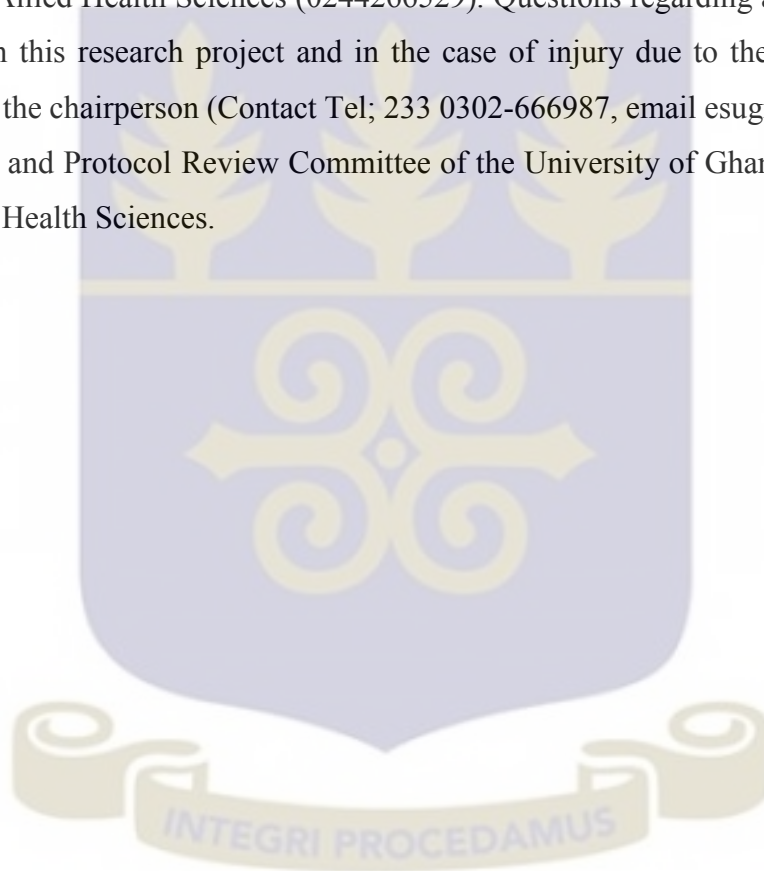 Allied Health Sciences (0244266529). Questions regarding
this research project and in the case of injury due to the
the chairperson (Contact Tel; 233 0302-666987, email
and Protocol Review Committee of the University of
Health Sciences.
INTEGRI PROCEDAMUS